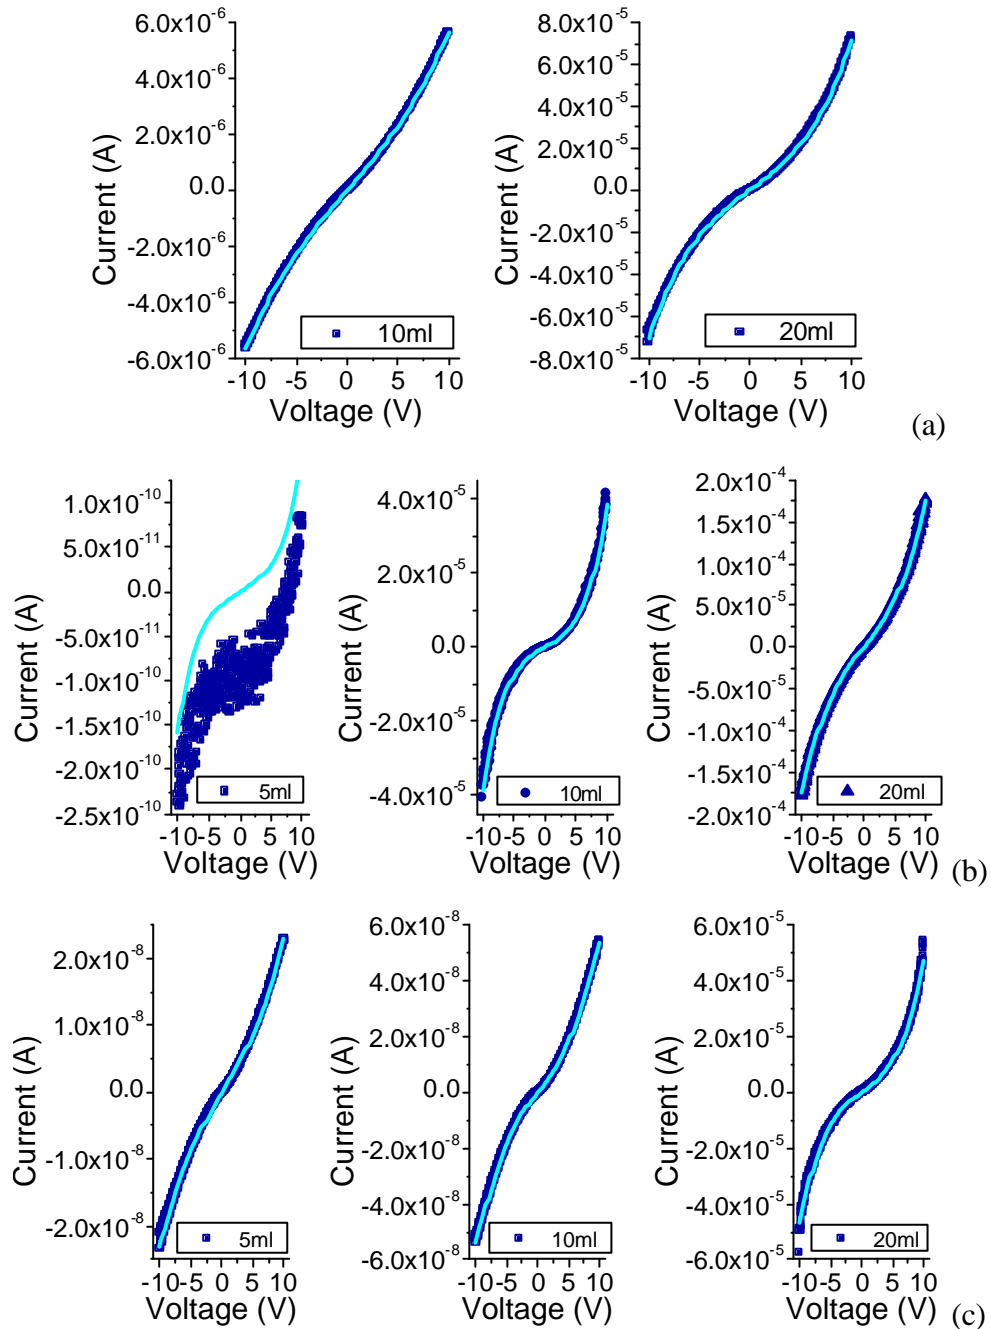 6.0x10-6
4.0x10-6
2.0x10-6
0.0
-2.0x10-6
-4.0x10-6
-6.0x10-6
Current (A)
10ml
-10 -5 0 5 10
Voltage (V)
8.0x10-5
6.0x10-5
4.0x10-5
2.0x10-5
0.0
-2.0x10-5
-4.0x10-5
-6.0x10-5
-8.0x10-5
Current (A)
20ml
-10 -5 0 5 10
Voltage (V)
(a)
1.0x10-10
5.0x10-11
0.0
-5.0x10-11
-1.0x10-10
-1.5x10-10
-2.0x10-10
-2.5x10-10
Current (A)
5ml
-10 -5 0 5 10
Voltage (V)
4.0x10-5
2.0x10-5
0.0
-2.0x10-5
-4.0x10-5
Current (A)
10ml
-10 -5 0 5 10
Voltage (V)
2.0x10-4
1.5x10-4
1.0x10-4
5.0x10-5
0.0
-5.0x10-5
-1.0x10-4
-1.5x10-4
-2.0x10-4
Current (A)
20ml
-10 -5 0 5 10
Voltage (V)
(b)
2.0x10-8
1.0x10-8
0.0
-1.0x10-8
-2.0x10-8
Current (A)
5ml
-10 -5 0 5 10
Voltage (V)
6.0x10-8
4.0x10-8
2.0x10-8
0.0
-2.0x10-8
-4.0x10-8
-6.0x10-8
Current (A)
10ml
-10 -5 0 5 10
Voltage (V)
6.0x10-5
4.0x10-5
2.0x10-5
0.0
-2.0x10-5
-4.0x10-5
-6.0x10-5
Current (A)
20ml
-10 -5 0 5 10
Voltage (V)
(c)